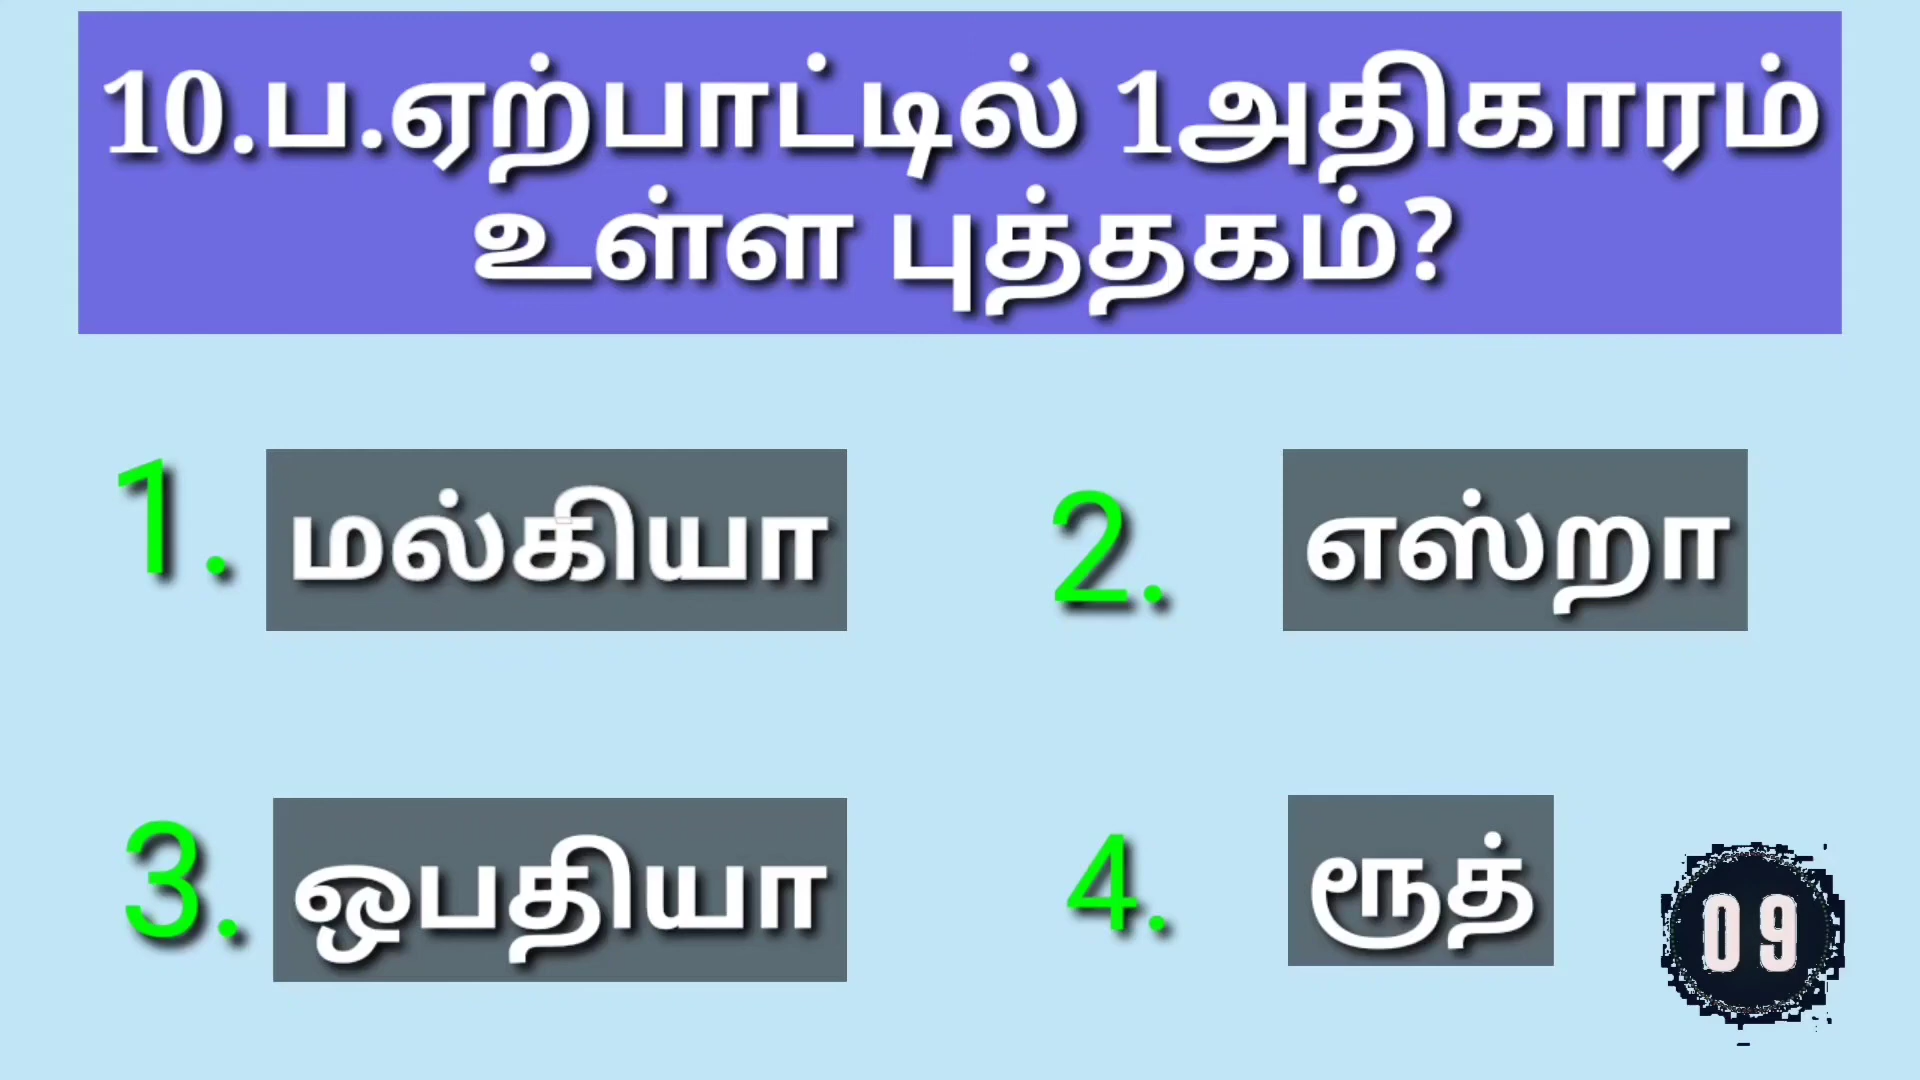 10.ப.ஏற்பாட்டில் 1அதிகாரம்
உள்ள புத்தகம்?
1. மல்கியா
2. எஸ்றா
3. ஒபதியா
4. ரூத்
09